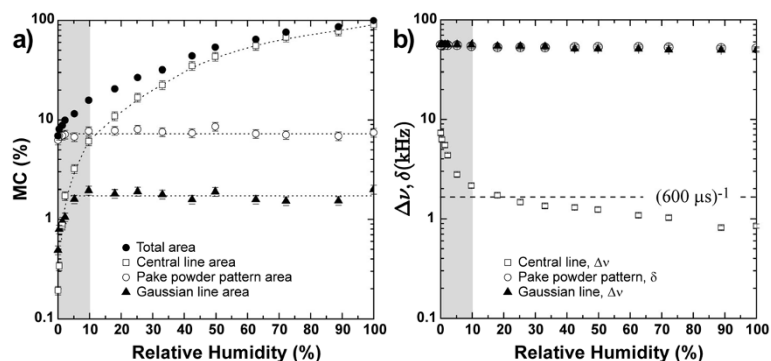 a)
MC (%)
100
10
1
0.1
Total area
Central line area
Pake powder pattern area
Gaussian line area
0 10 20 30 40 50 60 70 80 90 100
Relative Humidity (%)
b)
Δν, δ(kHz)
100
10
1
0.1
(600 μs)⁻¹
Central line, Δν
Pake powder pattern, δ
Gaussian line, Δν
0 10 20 30 40 50 60 70 80 90 100
Relative Humidity (%)